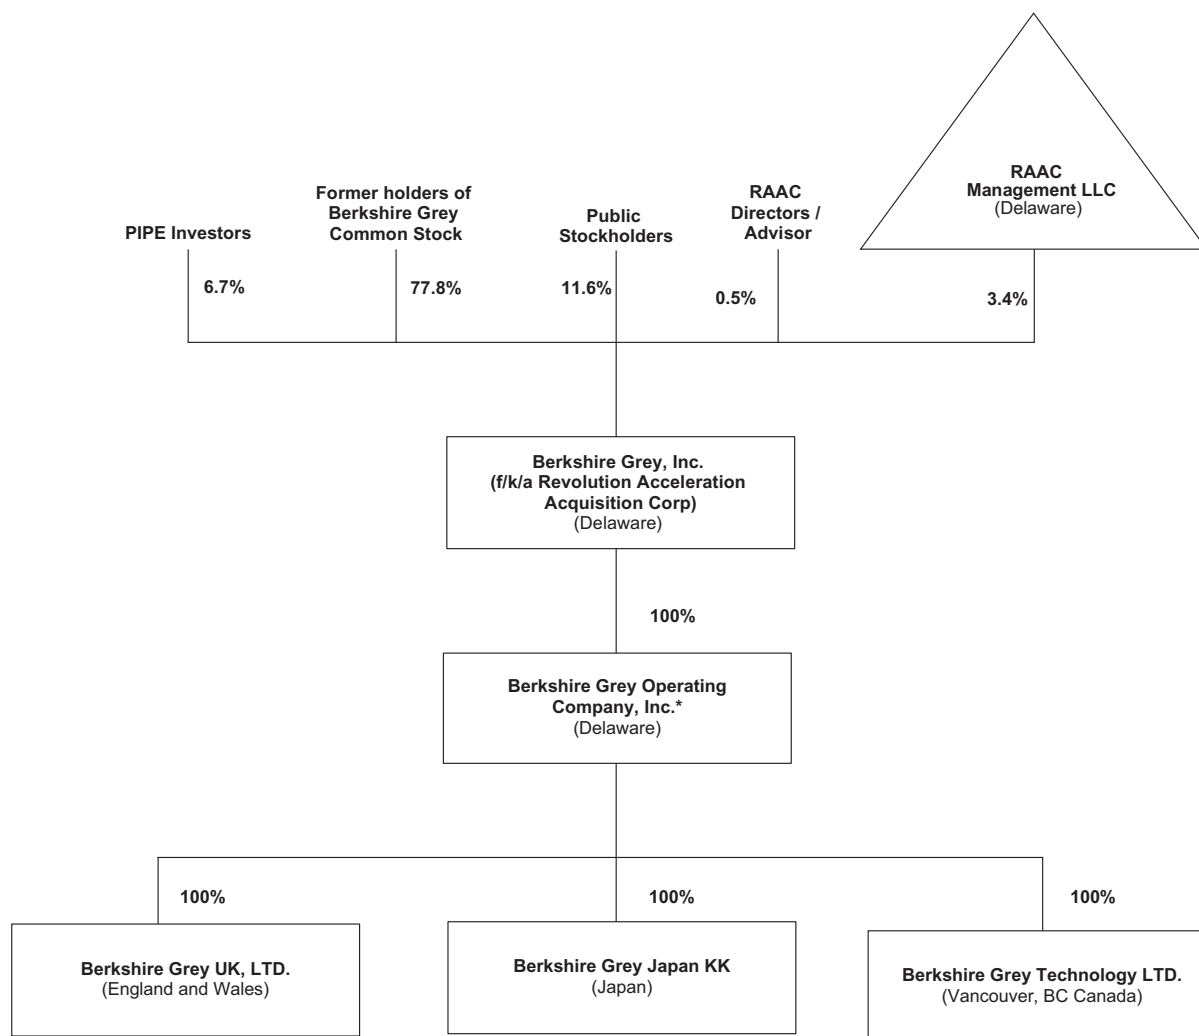 RAAC
Management LLC
(Delaware)
PIPE Investors
Former holders of
Berkshire Grey
Common Stock
Public
Stockholders
RAAC
Directors /
Advisor
6.7%
77.8%
11.6%
0.5%
3.4%
Berkshire Grey, Inc.
(f/k/a Revolution Acceleration
Acquisition Corp)
(Delaware)
100%
Berkshire Grey Operating
Company, Inc.*
(Delaware)
100%
100%
100%
Berkshire Grey UK, LTD.
(England and Wales)
Berkshire Grey Japan KK
(Japan)
Berkshire Grey Technology LTD.
(Vancouver, BC Canada)